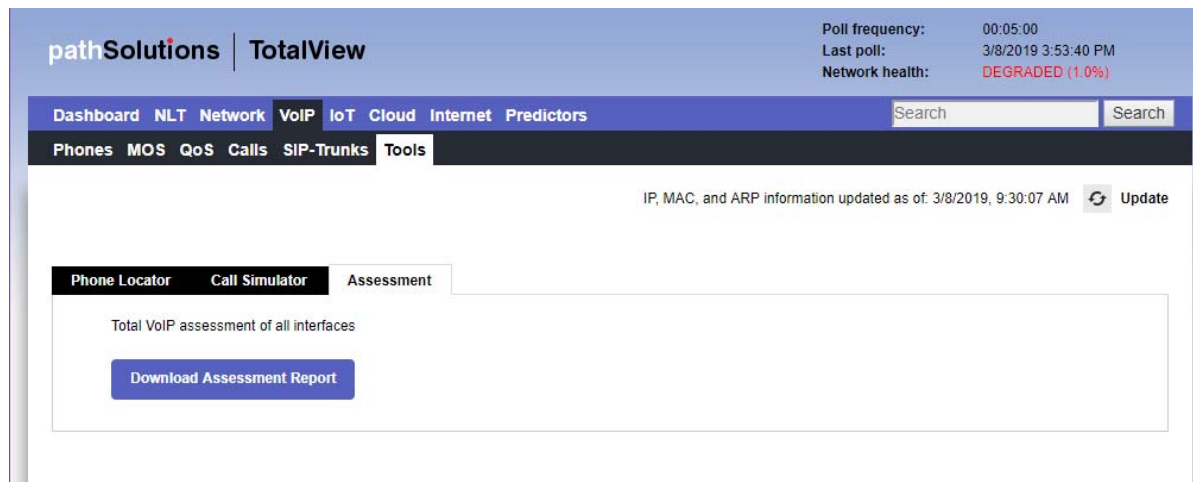 pathSolutions | TotalView
Poll frequency: 00:05:00
Last poll: 3/8/2019 3:53:40 PM
Network health: DEGRADED (1.0%)
Dashboard NLT Network VoIP IoT Cloud Internet Predictors Search Search
Phones MOS QoS Calls SIP-Trunks Tools
IP, MAC, and ARP information updated as of: 3/8/2019, 9:30:07 AM Update
Phone Locator Call Simulator Assessment
Total VoIP assessment of all interfaces
Download Assessment Report